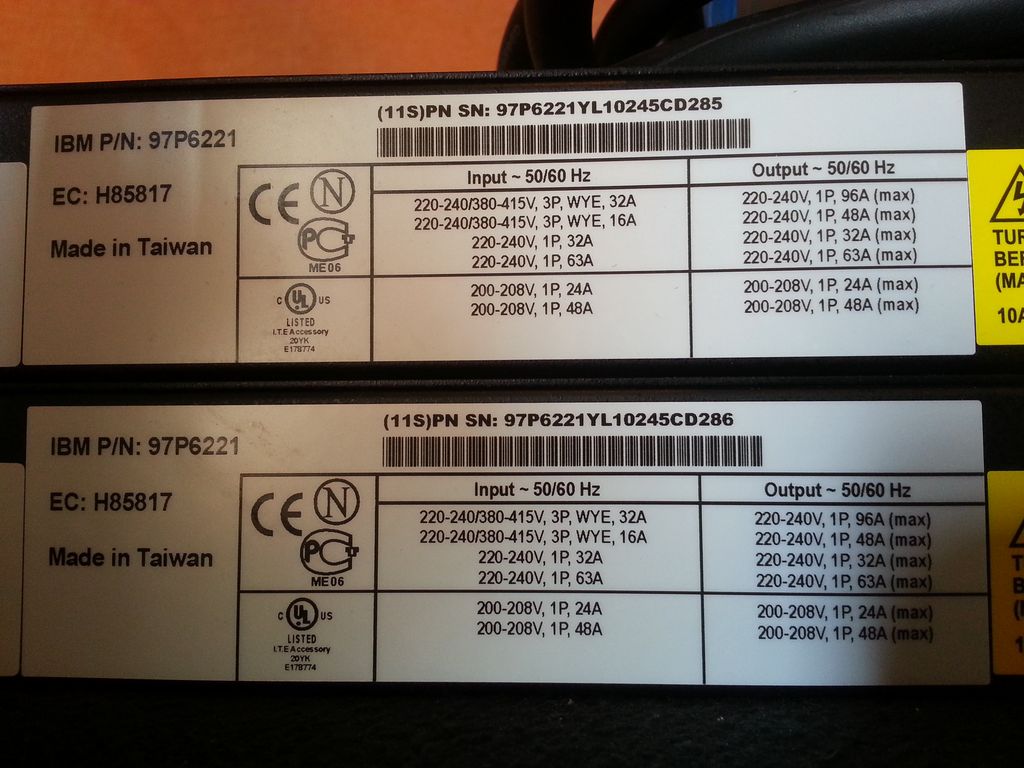 (11S)PN SN: 97P6221YL10245CD285
IBM P/N: 97P6221
EC: H85817
Made in Taiwan
CE N
PC
ME06
C UL US
LISTED
I.T.E Accessory
20YK
E178774
Input ~ 50/60 Hz
220-240/380-415V, 3P, WYE, 32A
220-240/380-415V, 3P, WYE, 16A
220-240V, 1P, 32A
220-240V, 1P, 63A
200-208V, 1P, 24A
200-208V, 1P, 48A
Output ~ 50/60 Hz
220-240V, 1P, 96A (max)
220-240V, 1P, 48A (max)
220-240V, 1P, 32A (max)
220-240V, 1P, 63A (max)
200-208V, 1P, 24A (max)
200-208V, 1P, 48A (max)
(11S)PN SN: 97P6221YL10245CD286
IBM P/N: 97P6221
EC: H85817
Made in Taiwan
CE N
PC
ME06
C UL US
LISTED
I.T.E Accessory
20YK
E178774
Input ~ 50/60 Hz
220-240/380-415V, 3P, WYE, 32A
220-240/380-415V, 3P, WYE, 16A
220-240V, 1P, 32A
220-240V, 1P, 63A
200-208V, 1P, 24A
200-208V, 1P, 48A
Output ~ 50/60 Hz
220-240V, 1P, 96A (max)
220-240V, 1P, 48A (max)
220-240V, 1P, 32A (max)
220-240V, 1P, 63A (max)
200-208V, 1P, 24A (max)
200-208V, 1P, 48A (max)